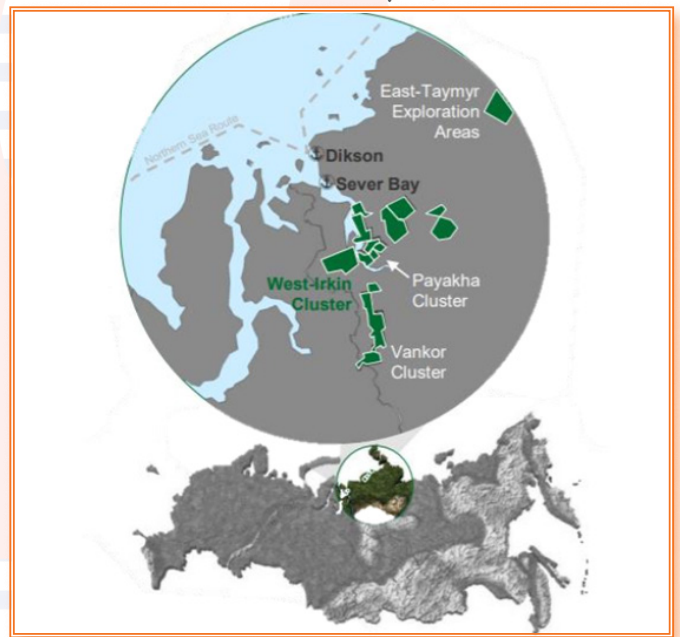 East-Taymyr
Exploration
Areas
Northern Sea Route
Dikson
Sever Bay
West-Irkin
Cluster
Payakha
Cluster
Vankor
Cluster